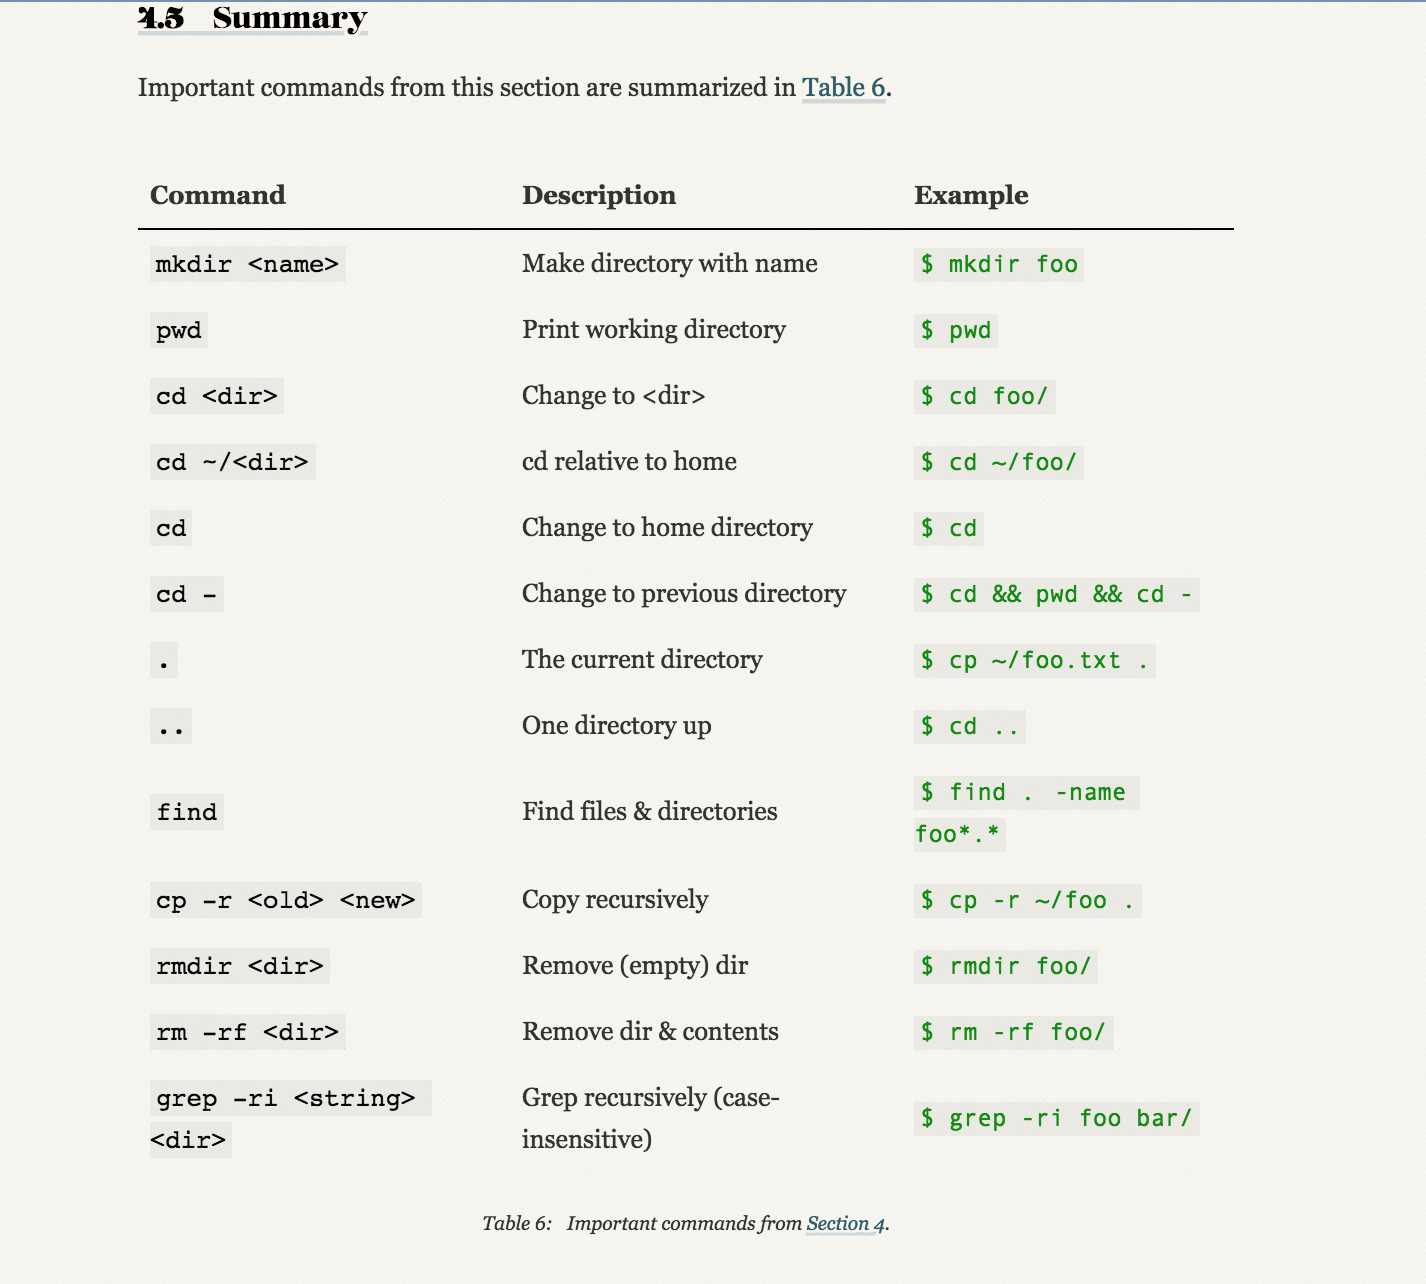 4.5 Summary
Important commands from this section are summarized in Table 6.
Command Description Example
mkdir <name> Make directory with name $ mkdir foo
pwd Print working directory $ pwd
cd <dir> Change to <dir> $ cd foo/
cd ~/<dir> cd relative to home $ cd ~/foo/
cd Change to home directory $ cd
cd - Change to previous directory $ cd && pwd && cd -
. The current directory $ cp ~/foo.txt .
.. One directory up $ cd ..
find Find files & directories $ find . -name
foo*.*
cp -r <old> <new> Copy recursively $ cp -r ~/foo .
rmdir <dir> Remove (empty) dir $ rmdir foo/
rm -rf <dir> Remove dir & contents $ rm -rf foo/
grep -ri <string> Grep recursively (case-
<dir> insensitive) $ grep -ri foo bar/
Table 6: Important commands from Section 4.